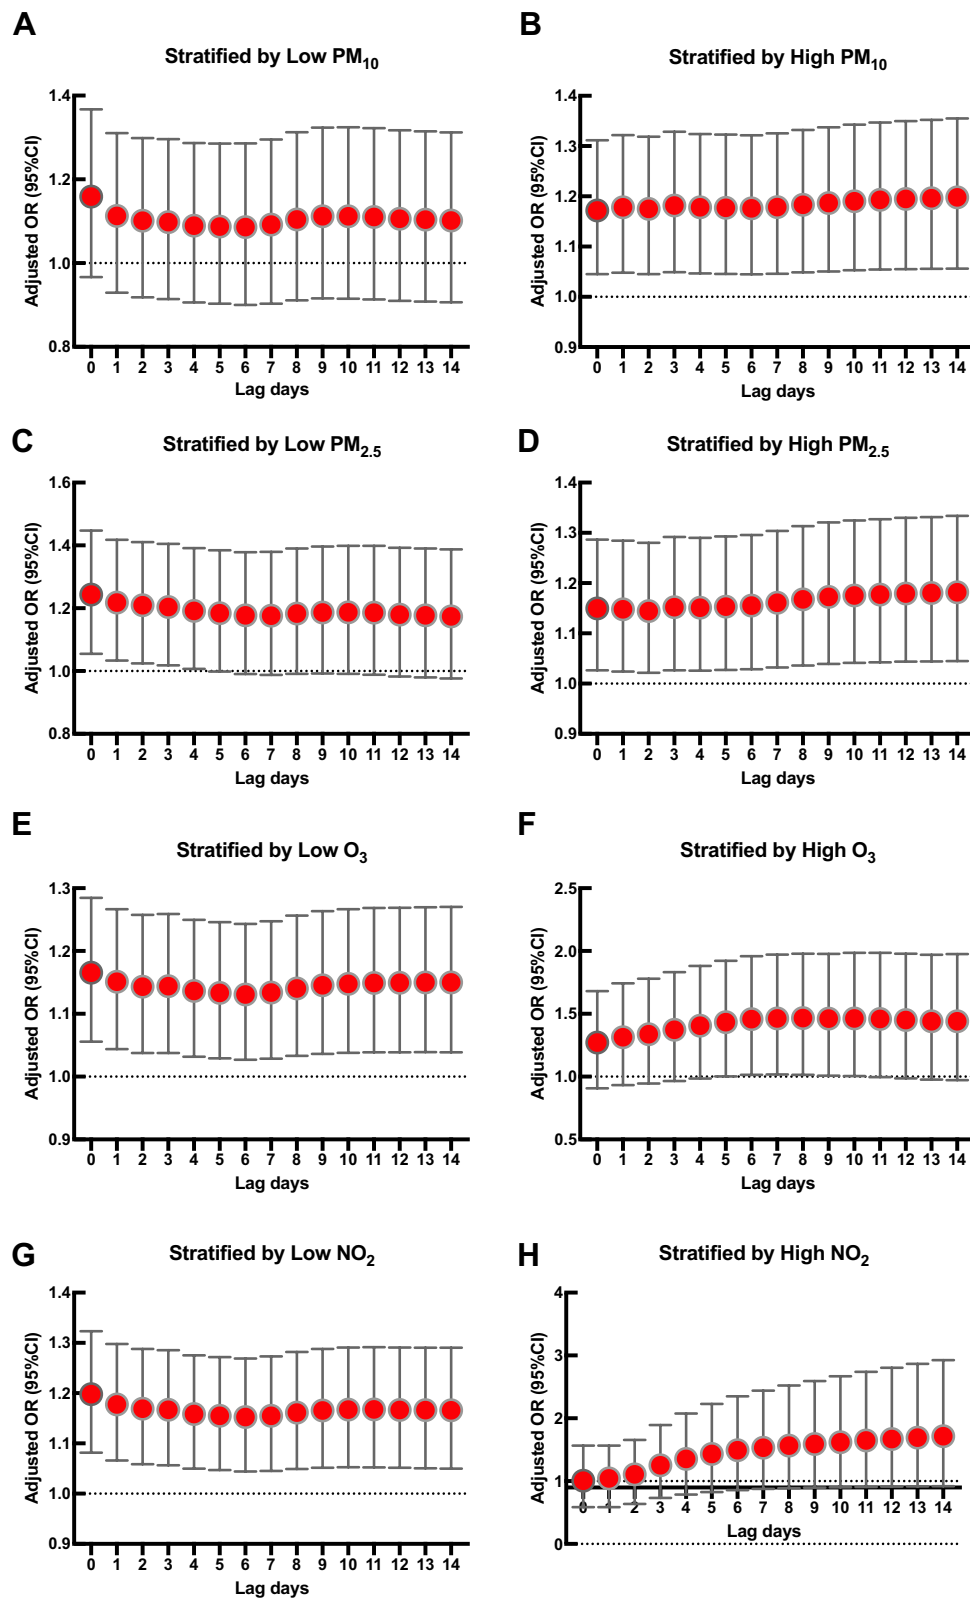 A
Stratified by Low PM10
Adjusted OR (95%CI)
1.4
1.2
1.0
0.8
0 1 2 3 4 5 6 7 8 9 10 11 12 13 14
Lag days
B
Stratified by High PM10
Adjusted OR (95%CI)
1.4
1.3
1.2
1.1
1.0
0.9
0 1 2 3 4 5 6 7 8 9 10 11 12 13 14
Lag days
C
Stratified by Low PM2.5
Adjusted OR (95%CI)
1.6
1.4
1.2
1.0
0.8
0 1 2 3 4 5 6 7 8 9 10 11 12 13 14
Lag days
D
Stratified by High PM2.5
Adjusted OR (95%CI)
1.4
1.3
1.2
1.1
1.0
0.9
0 1 2 3 4 5 6 7 8 9 10 11 12 13 14
Lag days
E
Stratified by Low O3
Adjusted OR (95%CI)
1.3
1.2
1.1
1.0
0.9
0 1 2 3 4 5 6 7 8 9 10 11 12 13 14
Lag days
F
Stratified by High O3
Adjusted OR (95%CI)
2.5
2.0
1.5
1.0
0.5
0 1 2 3 4 5 6 7 8 9 10 11 12 13 14
Lag days
G
Stratified by Low NO2
Adjusted OR (95%CI)
1.4
1.3
1.2
1.1
1.0
0.9
0 1 2 3 4 5 6 7 8 9 10 11 12 13 14
Lag days
H
Stratified by High NO2
Adjusted OR (95%CI)
4
3
2
1
0
0 1 2 3 4 5 6 7 8 9 10 11 12 13 14
Lag days